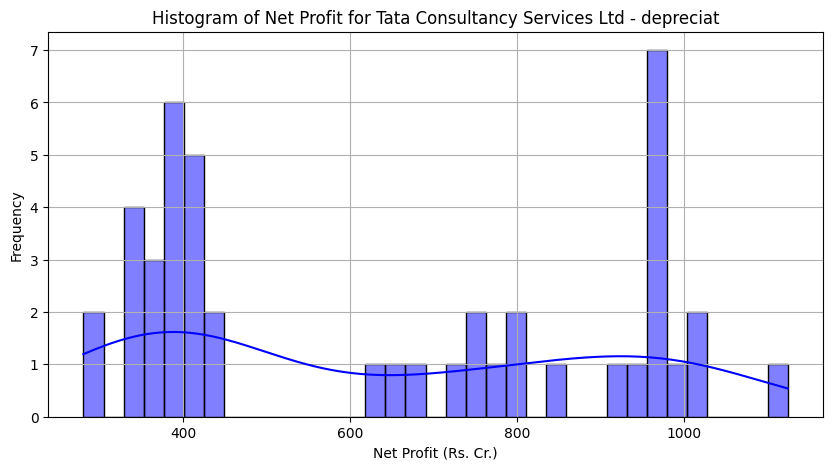 Histogram of Net Profit for Tata Consultancy Services Ltd - depreciat
7
6
5
4
3
2
1
0
Frequency
400 600 800 1000
Net Profit (Rs. Cr.)